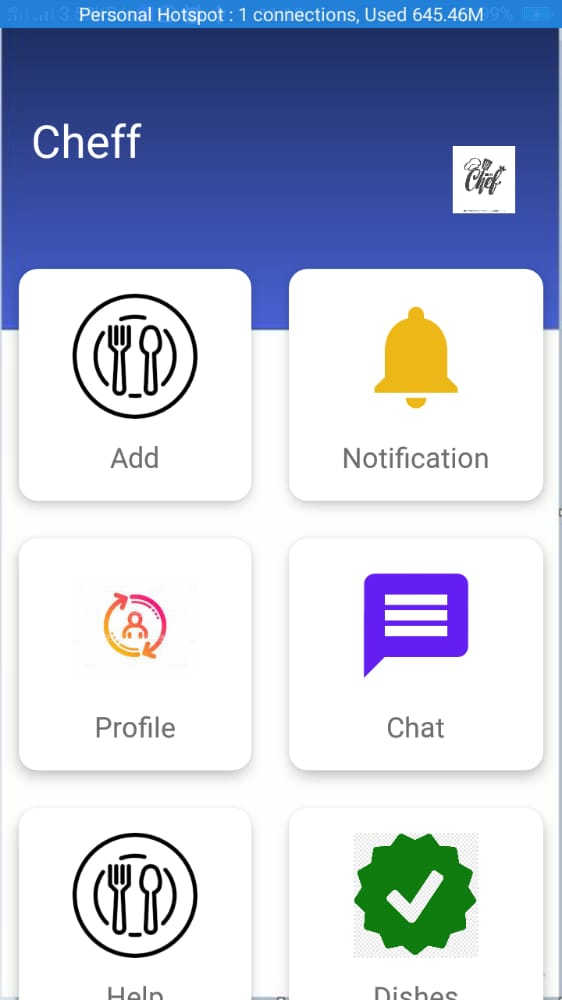 Personal Hotspot : 1 connections, Used 645.46M
Cheff
Chef
Add
Notification
Profile
Chat
Help
Dishes